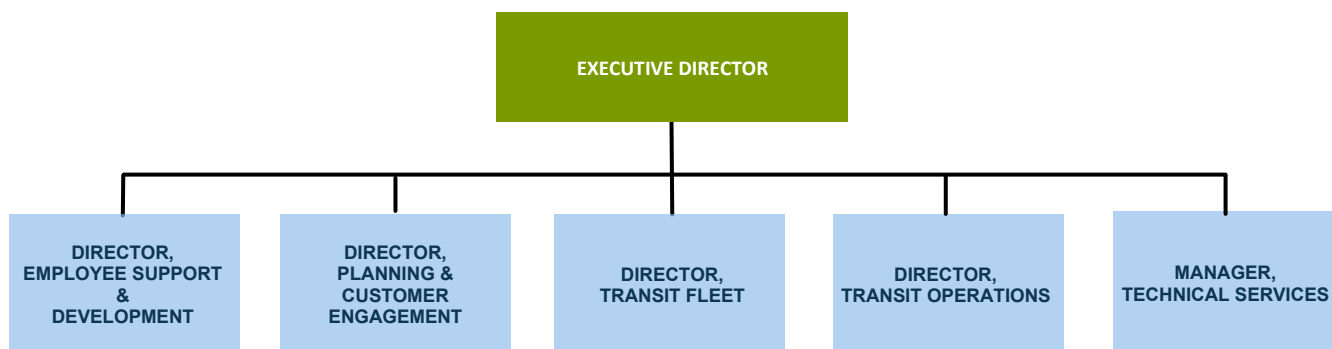 EXECUTIVE DIRECTOR
DIRECTOR,
EMPLOYEE SUPPORT
&
DEVELOPMENT
DIRECTOR,
PLANNING &
CUSTOMER
ENGAGEMENT
DIRECTOR,
TRANSIT FLEET
DIRECTOR,
TRANSIT OPERATIONS
MANAGER,
TECHNICAL SERVICES